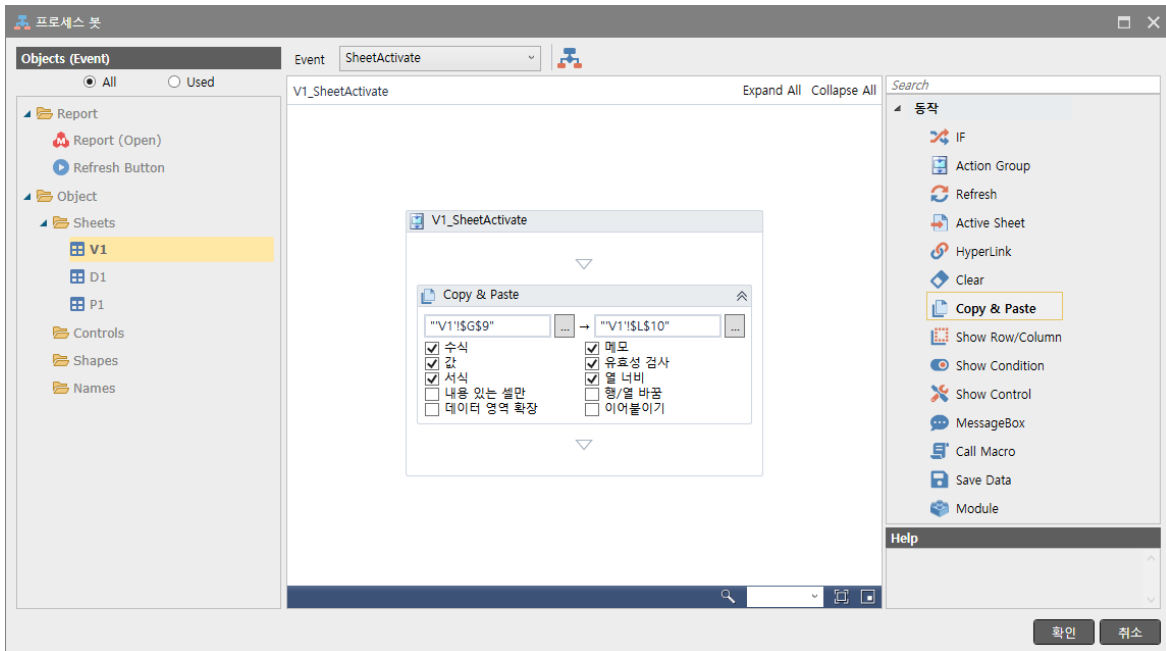 프로세스 봇
Objects (Event)
All Used
Report
Report (Open)
Refresh Button
Object
Sheets
V1
D1
P1
Controls
Shapes
Names
Event SheetActivate
V1_SheetActivate Expand All Collapse All
V1_SheetActivate
Copy & Paste
"'V1'!$G$9" ... → "'V1'!$L$10" ...
수식 메모
값 유효성 검사
서식 열 너비
내용 있는 셀만 행/열 바꿈
데이터 영역 확장 이어붙이기
Search
동작
IF
Action Group
Refresh
Active Sheet
HyperLink
Clear
Copy & Paste
Show Row/Column
Show Condition
Show Control
MessageBox
Call Macro
Save Data
Module
Help
확인 취소